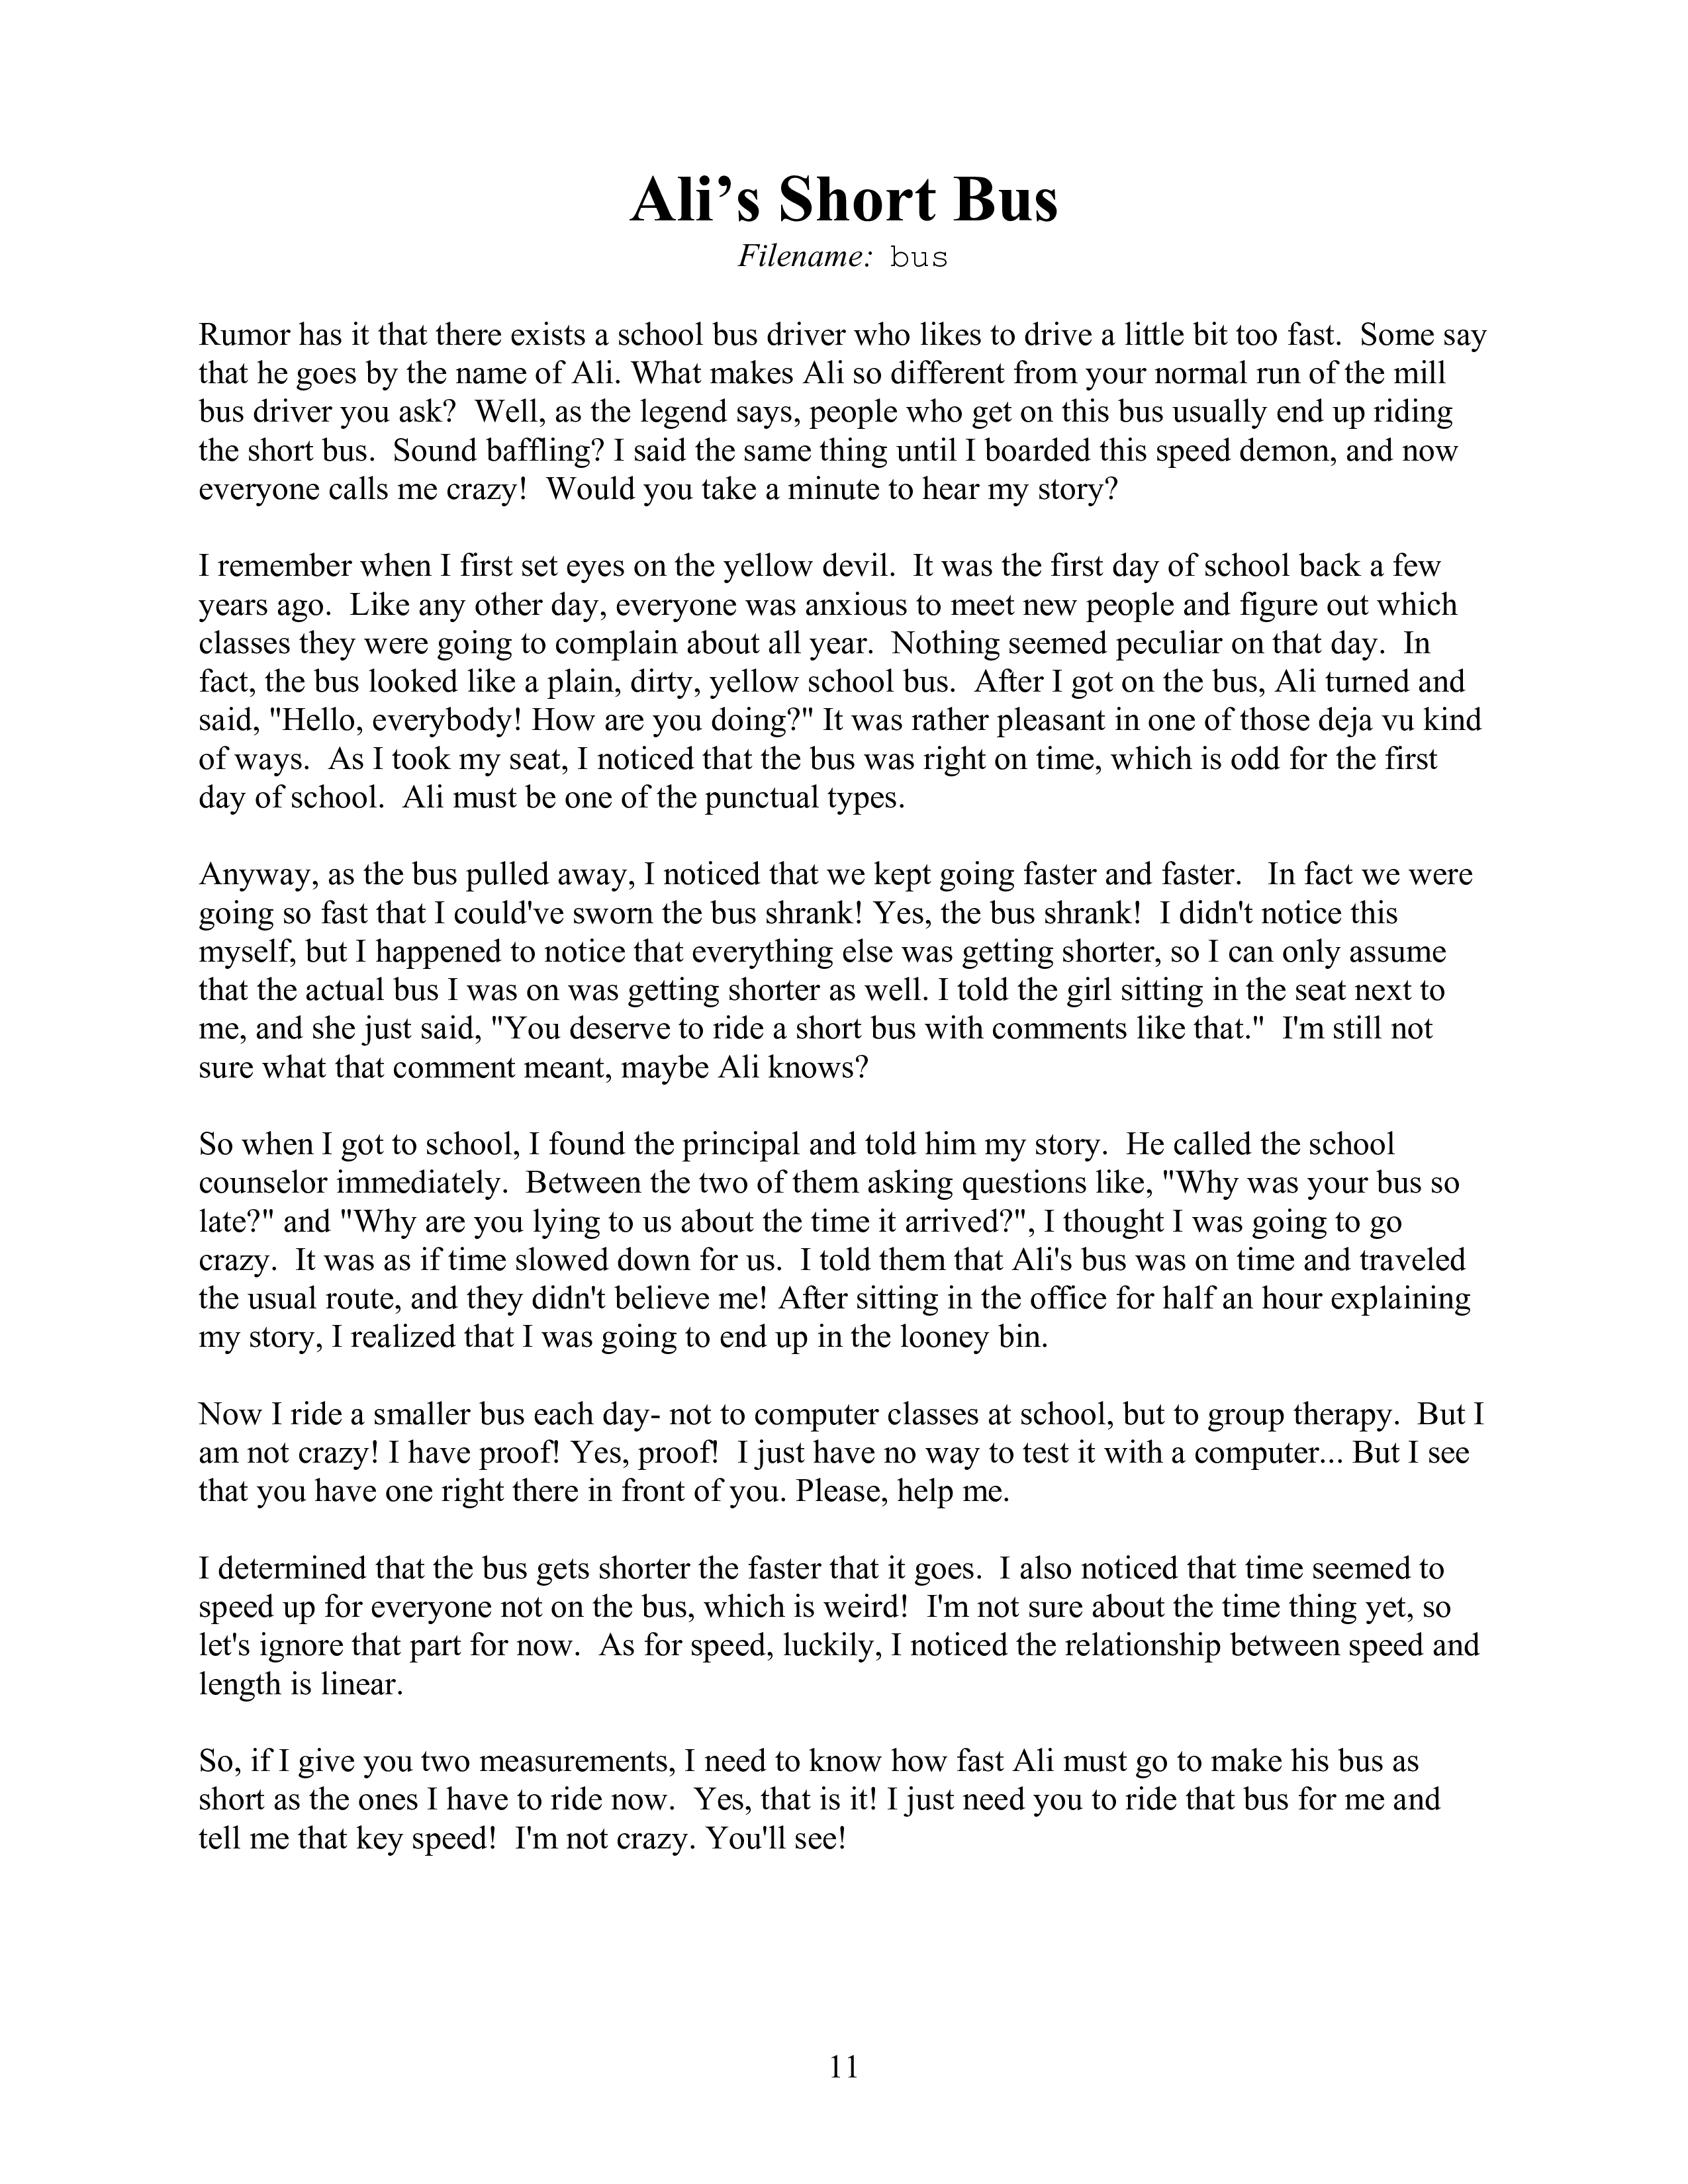 Ali’s Short Bus
Filename: bus
Rumor has it that there exists a school bus driver who likes to drive a little bit too fast.  Some say
that he goes by the name of Ali. What makes Ali so different from your normal run of the mill
bus driver you ask?  Well, as the legend says, people who get on this bus usually end up riding
the short bus.  Sound baffling? I said the same thing until I boarded this speed demon, and now
everyone calls me crazy!  Would you take a minute to hear my story?
I remember when I first set eyes on the yellow devil.  It was the first day of school back a few
years ago.  Like any other day, everyone was anxious to meet new people and figure out which
classes they were going to complain about all year.  Nothing seemed peculiar on that day.  In
fact, the bus looked like a plain, dirty, yellow school bus.  After I got on the bus, Ali turned and
said, "Hello, everybody! How are you doing?" It was rather pleasant in one of those deja vu kind
of ways.  As I took my seat, I noticed that the bus was right on time, which is odd for the first
day of school.  Ali must be one of the punctual types.
Anyway, as the bus pulled away, I noticed that we kept going faster and faster.   In fact we were
going so fast that I could've sworn the bus shrank! Yes, the bus shrank!  I didn't notice this
myself, but I happened to notice that everything else was getting shorter, so I can only assume
that the actual bus I was on was getting shorter as well. I told the girl sitting in the seat next to
me, and she just said, "You deserve to ride a short bus with comments like that."  I'm still not
sure what that comment meant, maybe Ali knows?
So when I got to school, I found the principal and told him my story.  He called the school
counselor immediately.  Between the two of them asking questions like, "Why was your bus so
late?" and "Why are you lying to us about the time it arrived?", I thought I was going to go
crazy.  It was as if time slowed down for us.  I told them that Ali's bus was on time and traveled
the usual route, and they didn't believe me! After sitting in the office for half an hour explaining
my story, I realized that I was going to end up in the looney bin.
Now I ride a smaller bus each day- not to computer classes at school, but to group therapy.  But I
am not crazy! I have proof! Yes, proof!  I just have no way to test it with a computer... But I see
that you have one right there in front of you. Please, help me.
I determined that the bus gets shorter the faster that it goes.  I also noticed that time seemed to
speed up for everyone not on the bus, which is weird!  I'm not sure about the time thing yet, so
let's ignore that part for now.  As for speed, luckily, I noticed the relationship between speed and
length is linear.
So, if I give you two measurements, I need to know how fast Ali must go to make his bus as
short as the ones I have to ride now.  Yes, that is it! I just need you to ride that bus for me and
tell me that key speed!  I'm not crazy. You'll see!
11